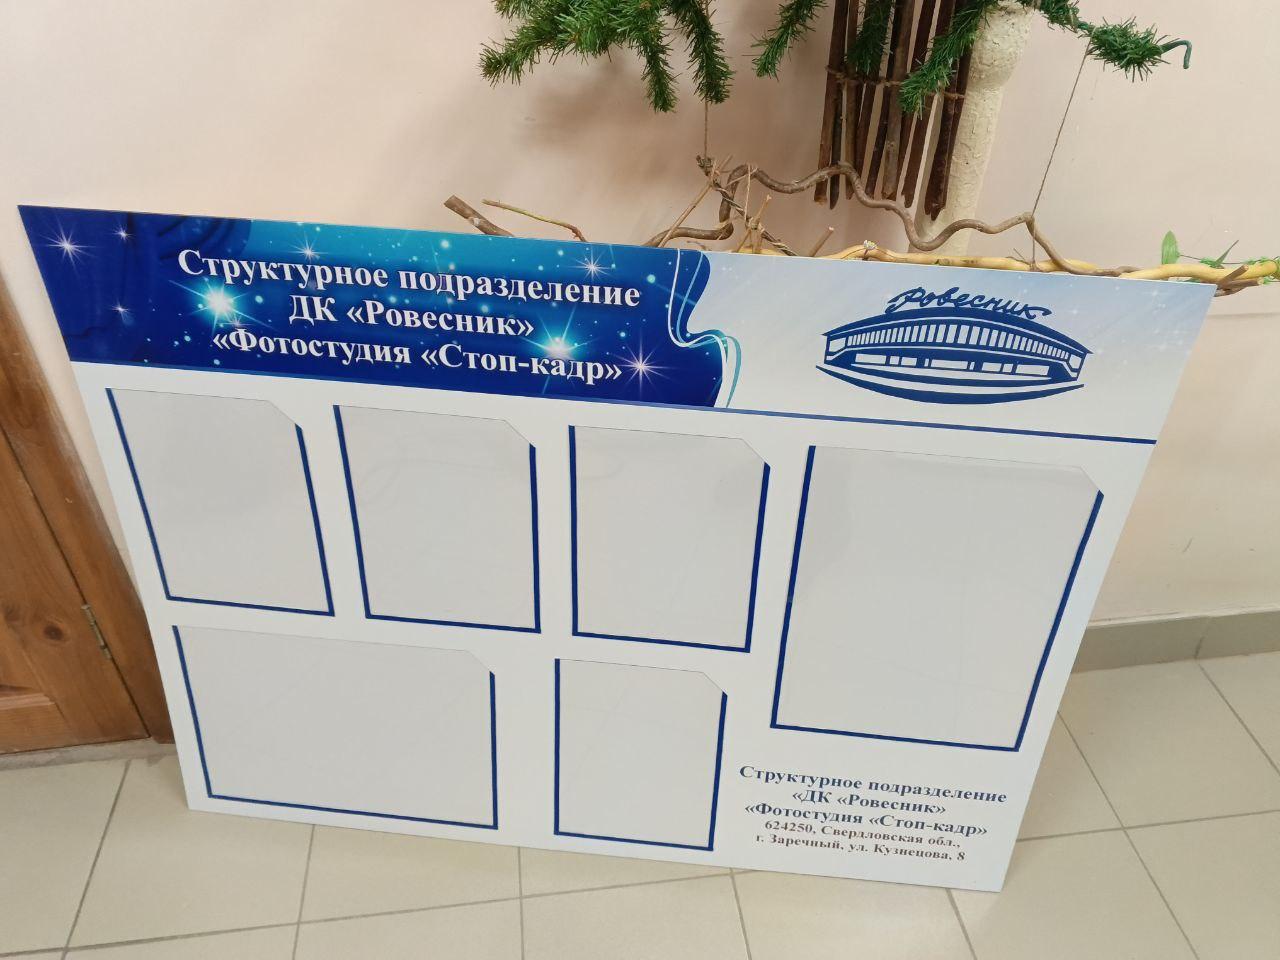 Структурное подразделение
ДК «Ровесник»
«Фотостудия «Стоп-кадр»
Ровесник
Структурное подразделение
«ДК «Ровесник»
«Фотостудия «Стоп-кадр»
624250, Свердловская обл.,
г. Заречный, ул. Кузнецова, 8